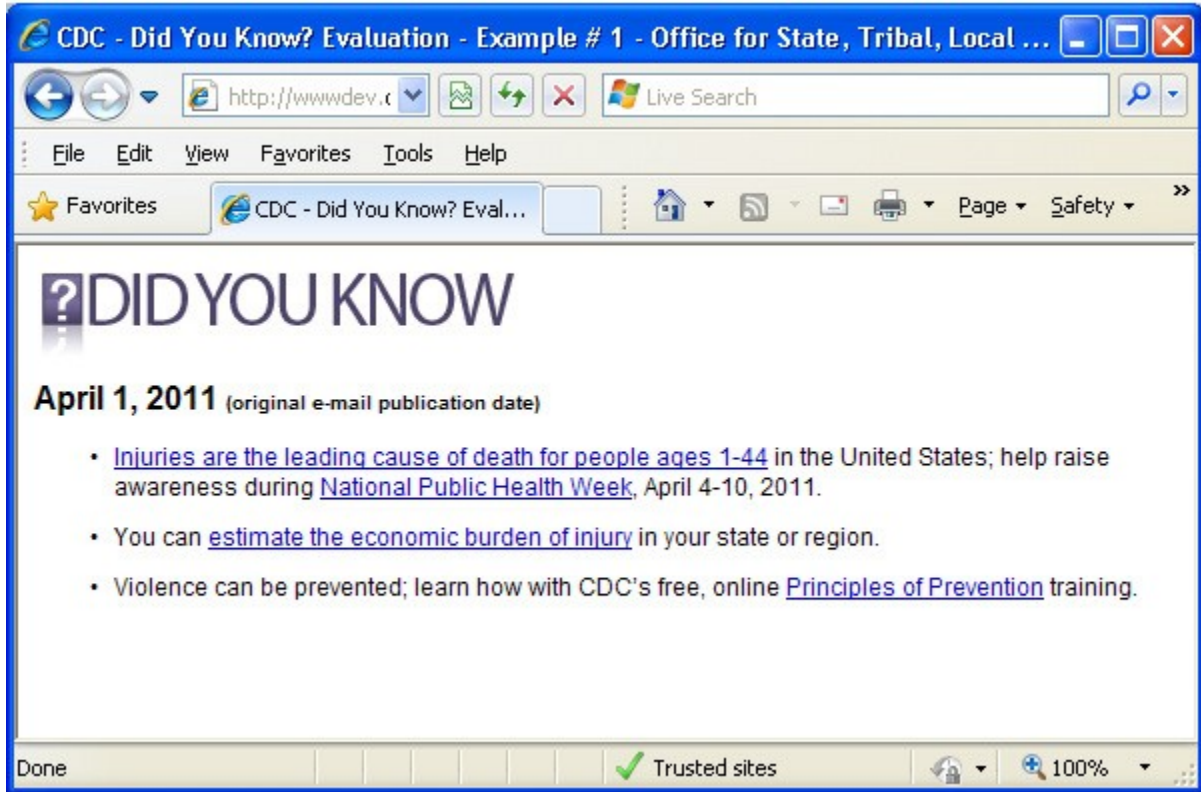 CDC - Did You Know? Evaluation - Example # 1 - Office for State, Tribal, Local ...
http://wwwdev.c Live Search
File Edit View Favorites Tools Help
Favorites CDC - Did You Know? Eval... Page Safety »
? DID YOU KNOW
April 1, 2011 (original e-mail publication date)
• Injuries are the leading cause of death for people ages 1-44 in the United States; help raise
awareness during National Public Health Week, April 4-10, 2011.
• You can estimate the economic burden of injury in your state or region.
• Violence can be prevented; learn how with CDC's free, online Principles of Prevention training.
Done Trusted sites 100%